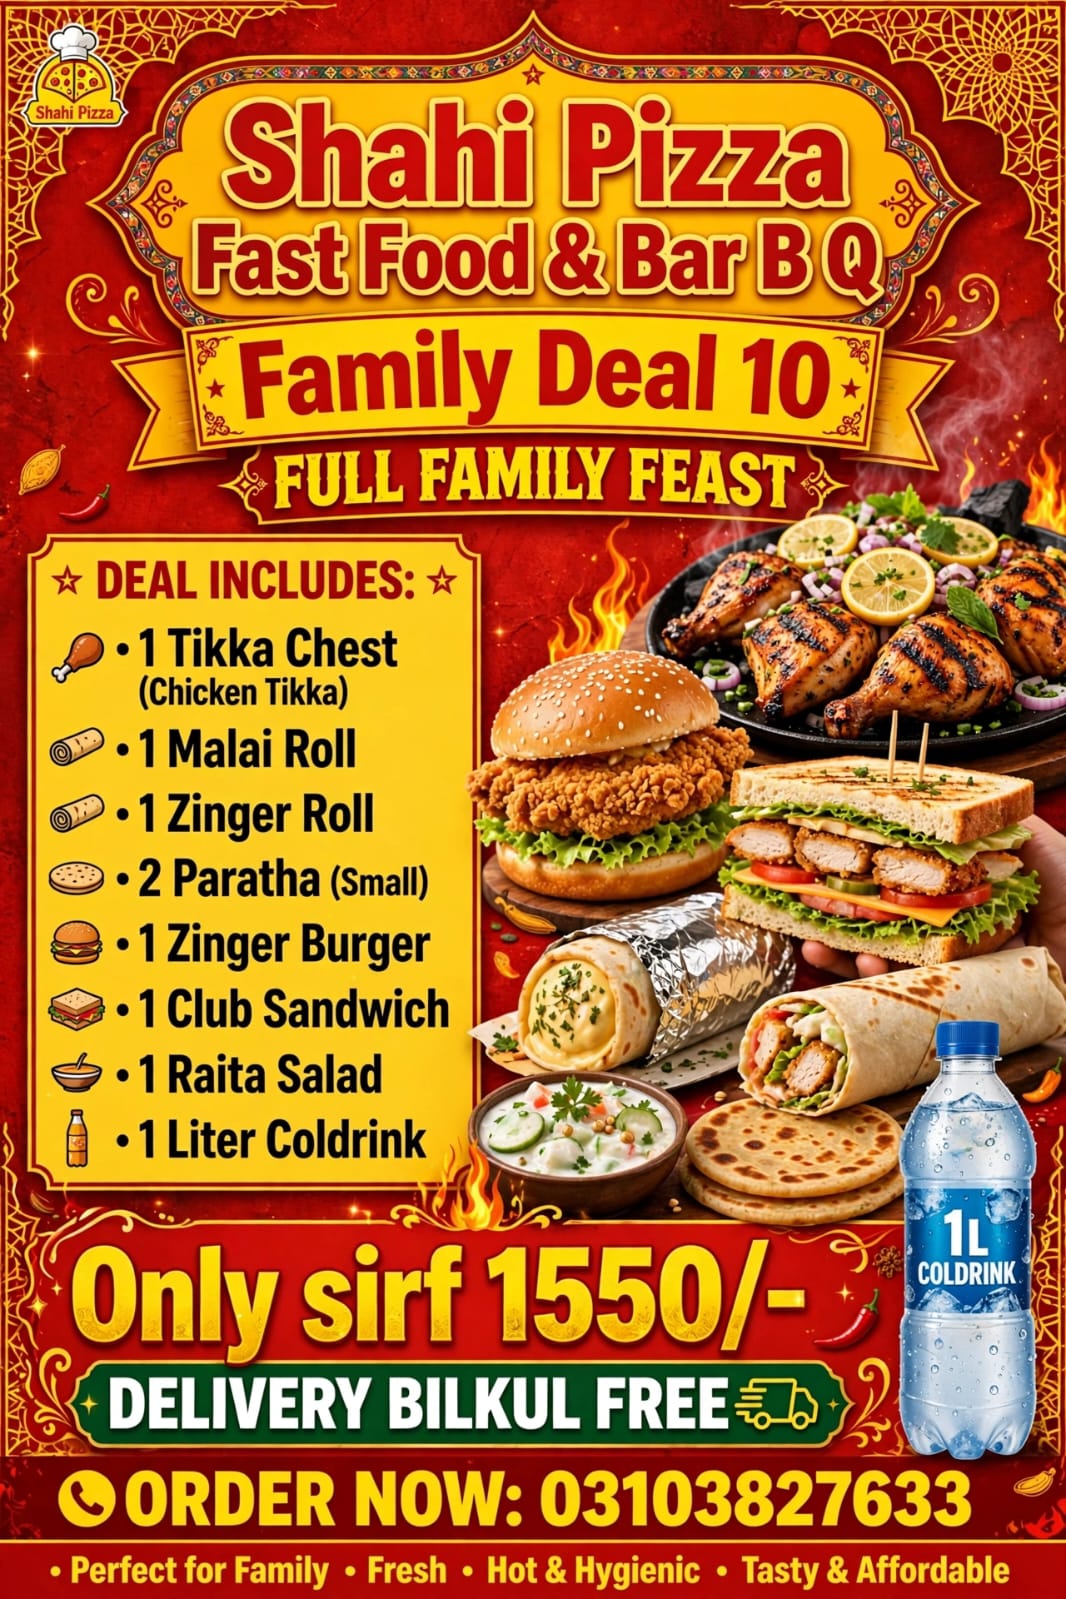 Shahi Pizza
Shahi Pizza
Fast Food & Bar B Q
Family Deal 10
FULL FAMILY FEAST
DEAL INCLUDES:
• 1 Tikka Chest
(Chicken Tikka)
• 1 Malai Roll
• 1 Zinger Roll
• 2 Paratha (Small)
• 1 Zinger Burger
• 1 Club Sandwich
• 1 Raita Salad
• 1 Liter Coldrink
1L
COLDRINK
Only sirf 1550/-
DELIVERY BILKUL FREE
ORDER NOW: 03103827633
• Perfect for Family • Fresh • Hot & Hygienic • Tasty & Affordable